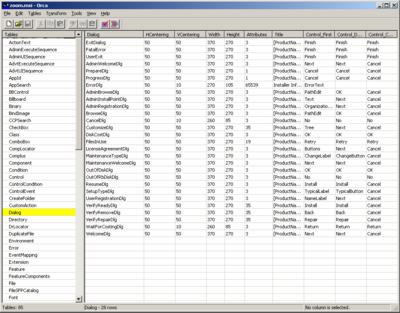 zoom.msi - Orca
File Edit Tables Transform Tools View Help
Tables Dialog HCentering VCentering Width Height Attributes Title Control_First Control_D... Control_C...
ActionText ExitDialog 50 50 370 270 3 [ProductNa... Finish Finish Finish
AdminExecuteSequence FatalError 50 50 370 270 3 [ProductNa... Finish Finish Finish
AdminUISequence UserExit 50 50 370 270 3 [ProductNa... Finish Finish Finish
AdvtExecuteSequence AdminWelcomeDlg 50 50 370 270 3 [ProductNa... Next Next Cancel
AdvtUISequence PrepareDlg 50 50 370 270 1 [ProductNa... Cancel Cancel Cancel
AppId ProgressDlg 50 50 370 270 1 [ProductNa... Cancel Cancel Cancel
AppSearch ErrorDlg 50 10 270 105 65539 Installer Inf... ErrorText
BBControl AdminBrowseDlg 50 50 370 270 3 [ProductNa... PathEdit OK Cancel
Billboard AdminInstallPointDlg 50 50 370 270 3 [ProductNa... Text Next Cancel
Binary AdminRegistrationDlg 50 50 370 270 3 [ProductNa... Organizatio... Next Cancel
BindImage BrowseDlg 50 50 370 270 3 [ProductNa... PathEdit OK Cancel
CCPSearch CancelDlg 50 10 260 85 3 [ProductNa... No No No
CheckBox CustomizeDlg 50 50 370 270 35 [ProductNa... Tree Next Cancel
Class DiskCostDlg 50 50 370 270 3 [ProductNa... OK OK OK
ComboBox FilesInUse 50 50 370 270 19 [ProductNa... Retry Retry Retry
CompLocator LicenseAgreementDlg 50 50 370 270 3 [ProductNa... Buttons Next Cancel
Complus MaintenanceTypeDlg 50 50 370 270 3 [ProductNa... ChangeLabel ChangeButton Cancel
Component MaintenanceWelcomeDlg 50 50 370 270 3 [ProductNa... Next Next Cancel
Condition OutOfDiskDlg 50 50 370 270 3 [ProductNa... OK OK OK
Control OutOfRbDiskDlg 50 50 370 270 3 [ProductNa... No No No
ControlCondition ResumeDlg 50 50 370 270 3 [ProductNa... Install Install Cancel
ControlEvent SetupTypeDlg 50 50 370 270 3 [ProductNa... TypicalLabel TypicalButton Cancel
CreateFolder UserRegistrationDlg 50 50 370 270 3 [ProductNa... NameLabel Next Cancel
CustomAction VerifyReadyDlg 50 50 370 270 35 [ProductNa... Install Install Cancel
Dialog VerifyRemoveDlg 50 50 370 270 35 [ProductNa... Back Back Cancel
Directory VerifyRepairDlg 50 50 370 270 35 [ProductNa... Repair Repair Cancel
DrLocator WaitForCostingDlg 50 10 260 85 3 [ProductNa... Return Return Return
DuplicateFile WelcomeDlg 50 50 370 270 3 [ProductNa... Next Next Cancel
Environment
Error
EventMapping
Extension
Feature
FeatureComponents
File
FileSFPCatalog
Font
Tables: 85 Dialog - 28 rows No column is selected.